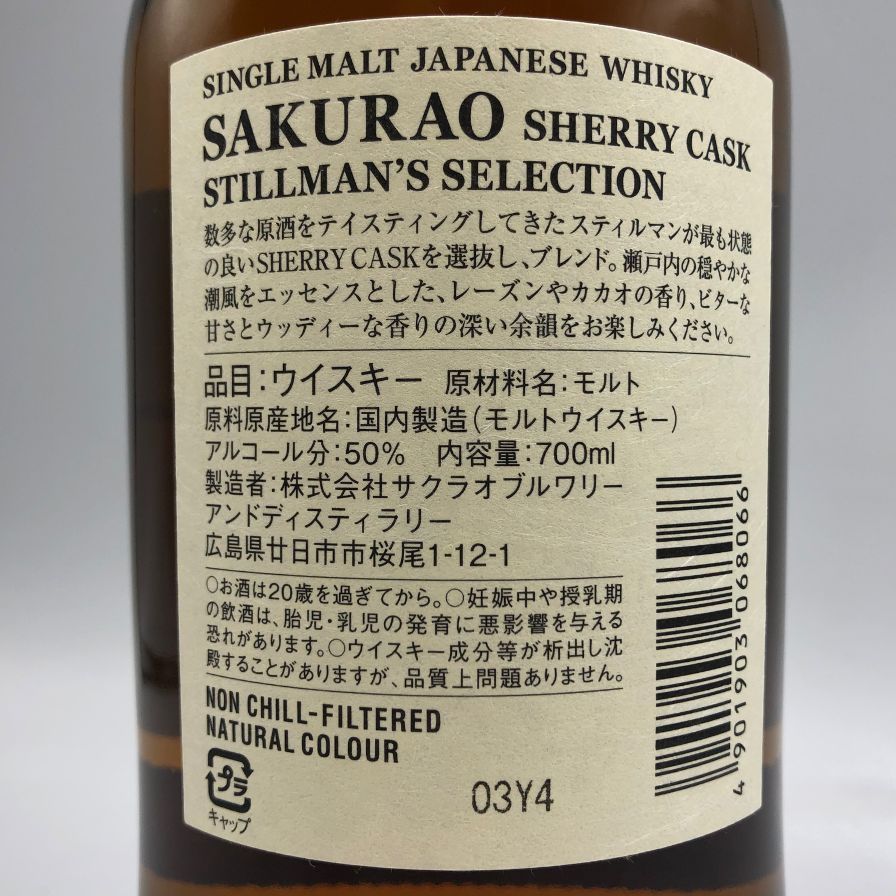 SINGLE MALT JAPANESE WHISKY
SAKURAO SHERRY CASK
STILLMAN'S SELECTION
数多な原酒をテイスティングしてきたスティルマンが最も状態
の良いSHERRY CASKを選抜し、ブレンド。瀬戸内の穏やかな
潮風をエッセンスとした、レーズンやカカオの香り、ビターな
甘さとウッディーな香りの深い余韻をお楽しみください。
品目:ウイスキー 原材料名:モルト
原料原産地名:国内製造(モルトウイスキー)
アルコール分:50% 内容量:700ml
製造者:株式会社サクラオブルワリー
アンドディスティラリー
広島県廿日市市桜尾1-12-1
○お酒は20歳を過ぎてから。○妊娠中や授乳期
の飲酒は、胎児・乳児の発育に悪影響を与える
恐れがあります。○ウイスキー成分等が析出し沈
殿することがありますが、品質上問題ありません。
NON CHILL-FILTERED
NATURAL COLOUR
プラ
キャップ
03Y4
4901903068066